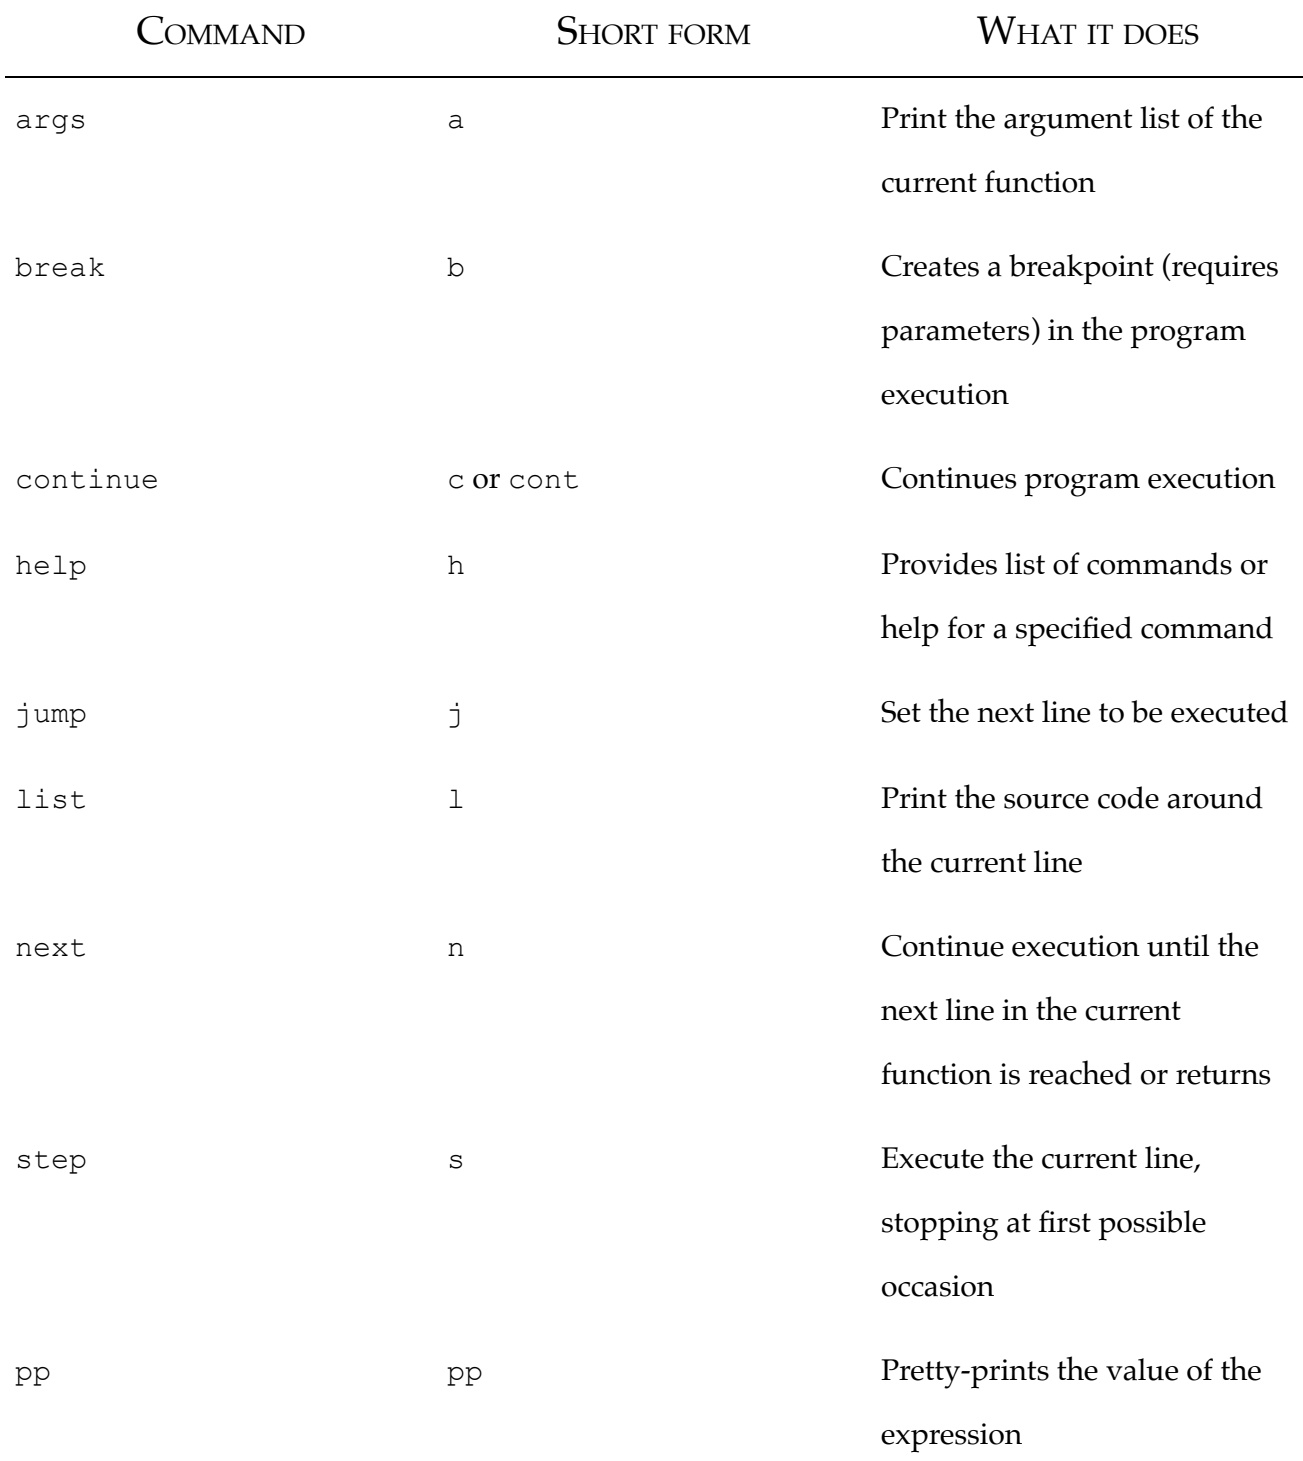 COMMAND SHORT FORM WHAT IT DOES
args a Print the argument list of the
current function
break b Creates a breakpoint (requires
parameters) in the program
execution
continue c or cont Continues program execution
help h Provides list of commands or
help for a specified command
jump j Set the next line to be executed
list l Print the source code around
the current line
next n Continue execution until the
next line in the current
function is reached or returns
step s Execute the current line,
stopping at first possible
occasion
pp pp Pretty-prints the value of the
expression